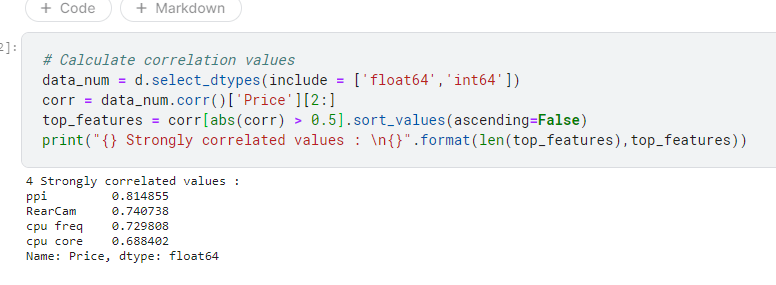 + Code + Markdown
2]:
# Calculate correlation values
data_num = d.select_dtypes(include = ['float64','int64'])
corr = data_num.corr()['Price'][2:]
top_features = corr[abs(corr) > 0.5].sort_values(ascending=False)
print("{} Strongly correlated values : \n{}".format(len(top_features),top_features))
4 Strongly correlated values :
ppi 0.814855
RearCam 0.740738
cpu freq 0.729808
cpu core 0.688402
Name: Price, dtype: float64